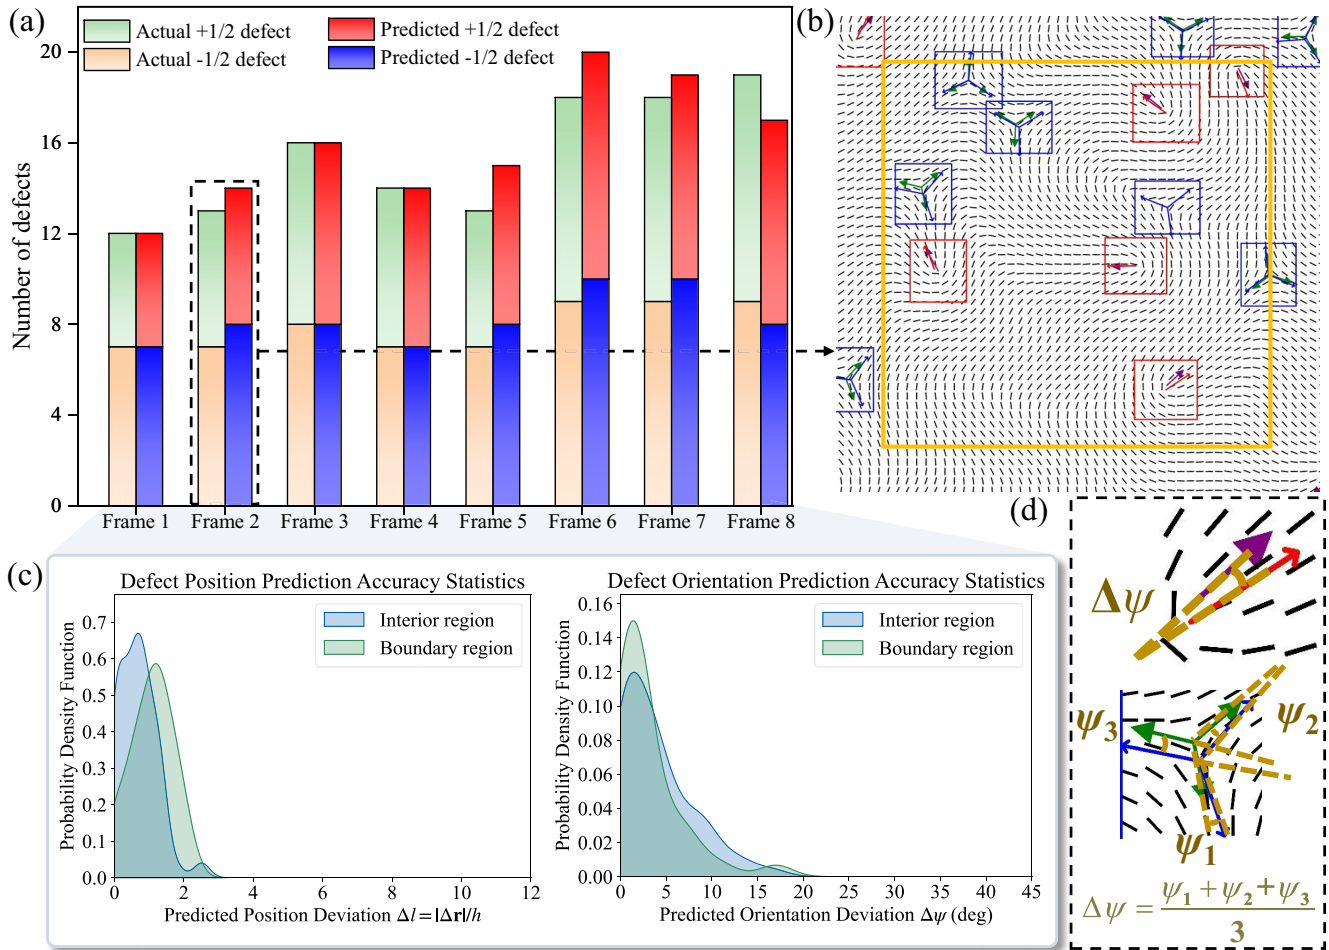 (a)
Actual +1/2 defect
Predicted +1/2 defect
Actual -1/2 defect
Predicted -1/2 defect
Number of defects
20
16
12
8
4
0
Frame 1 Frame 2 Frame 3 Frame 4 Frame 5 Frame 6 Frame 7 Frame 8
(b)
(c)
Defect Position Prediction Accuracy Statistics
Interior region
Boundary region
Probability Density Function
0.7
0.6
0.5
0.4
0.3
0.2
0.1
0.0
0 2 4 6 8 10 12
Predicted Position Deviation Δl=|Δr|/h
Defect Orientation Prediction Accuracy Statistics
Interior region
Boundary region
Probability Density Function
0.16
0.14
0.12
0.10
0.08
0.06
0.04
0.02
0.00
0 5 10 15 20 25 30 35 40 45
Predicted Orientation Deviation Δψ (deg)
(d)
Δψ
ψ3
ψ2
ψ1
Δψ = (ψ1 + ψ2 + ψ3)/3